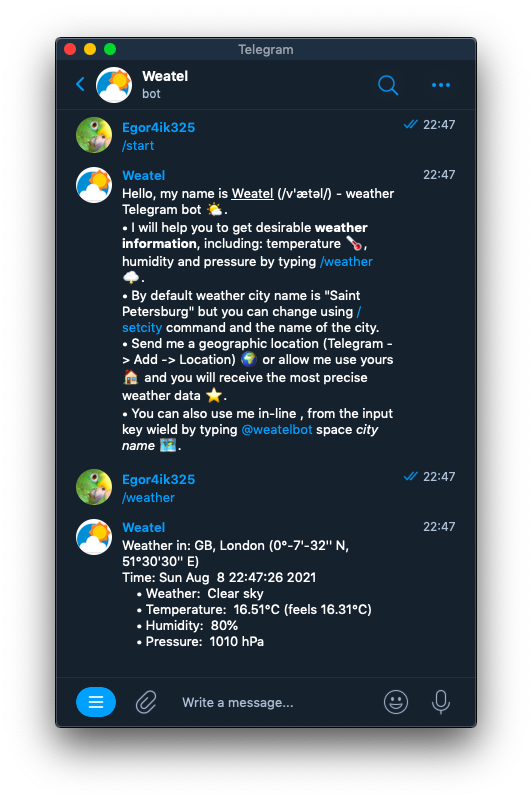 Telegram
Weatel
bot
Egor4ik325
22:47
/start
Weatel
22:47
Hello, my name is Weatel (/v'ætəl/) - weather
Telegram bot 🌤.
• I will help you to get desirable weather
information, including: temperature 🌡,
humidity and pressure by typing /weather
🌩.
• By default weather city name is "Saint
Petersburg" but you can change using /
setcity command and the name of the city.
• Send me a geographic location (Telegram -
> Add -> Location) 🌍 or allow me use yours
🏠 and you will receive the most precise
weather data ⭐.
• You can also use me in-line , from the input
key wield by typing @weatelbot space city
name 🗺.
Egor4ik325
22:47
/weather
Weatel
22:47
Weather in: GB, London (0°-7'-32'' N,
51°30'30'' E)
Time: Sun Aug  8 22:47:26 2021
• Weather:  Clear sky
• Temperature:  16.51°C (feels 16.31°C)
• Humidity:  80%
• Pressure:  1010 hPa
Write a message...